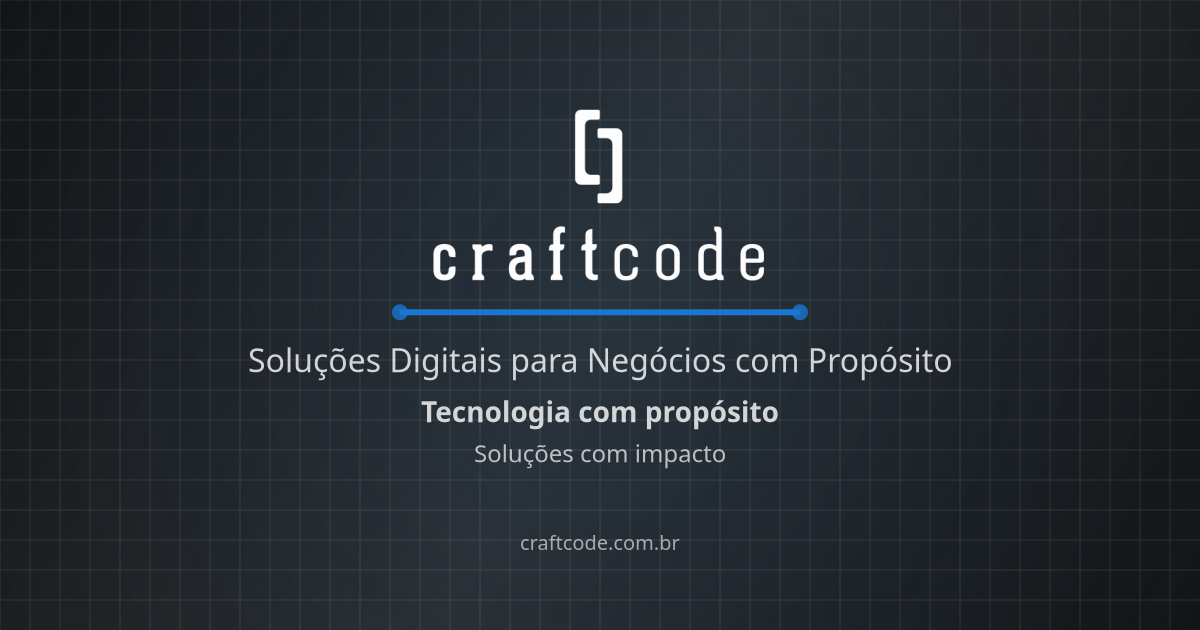 craftcode
Soluções Digitais para Negócios com Propósito
Tecnologia com propósito
Soluções com impacto
craftcode.com.br